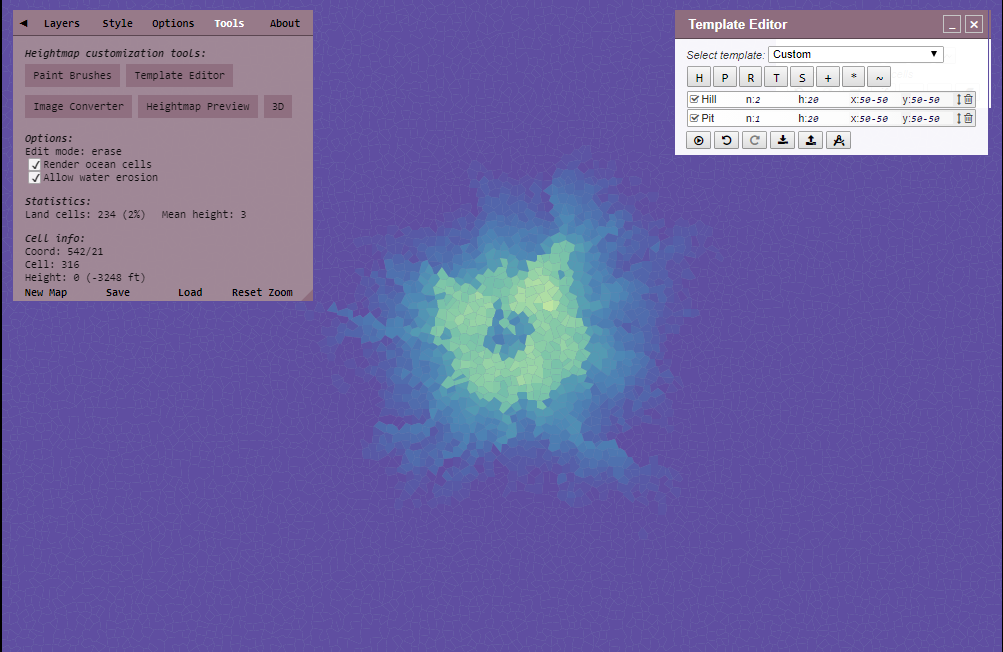 ◀ Layers Style Options Tools About
Heightmap customization tools:
Paint Brushes Template Editor
Image Converter Heightmap Preview 3D
Options:
Edit mode: erase
Render ocean cells
Allow water erosion
Statistics:
Land cells: 234 (2%) Mean height: 3
Cell info:
Coord: 542/21
Cell: 316
Height: 0 (-3248 ft)
New Map Save Load Reset Zoom
Template Editor
Select template: Custom
H P R T S + * ~
Hill n:2 h:20 x:50-50 y:50-50
Pit n:1 h:20 x:50-50 y:50-50